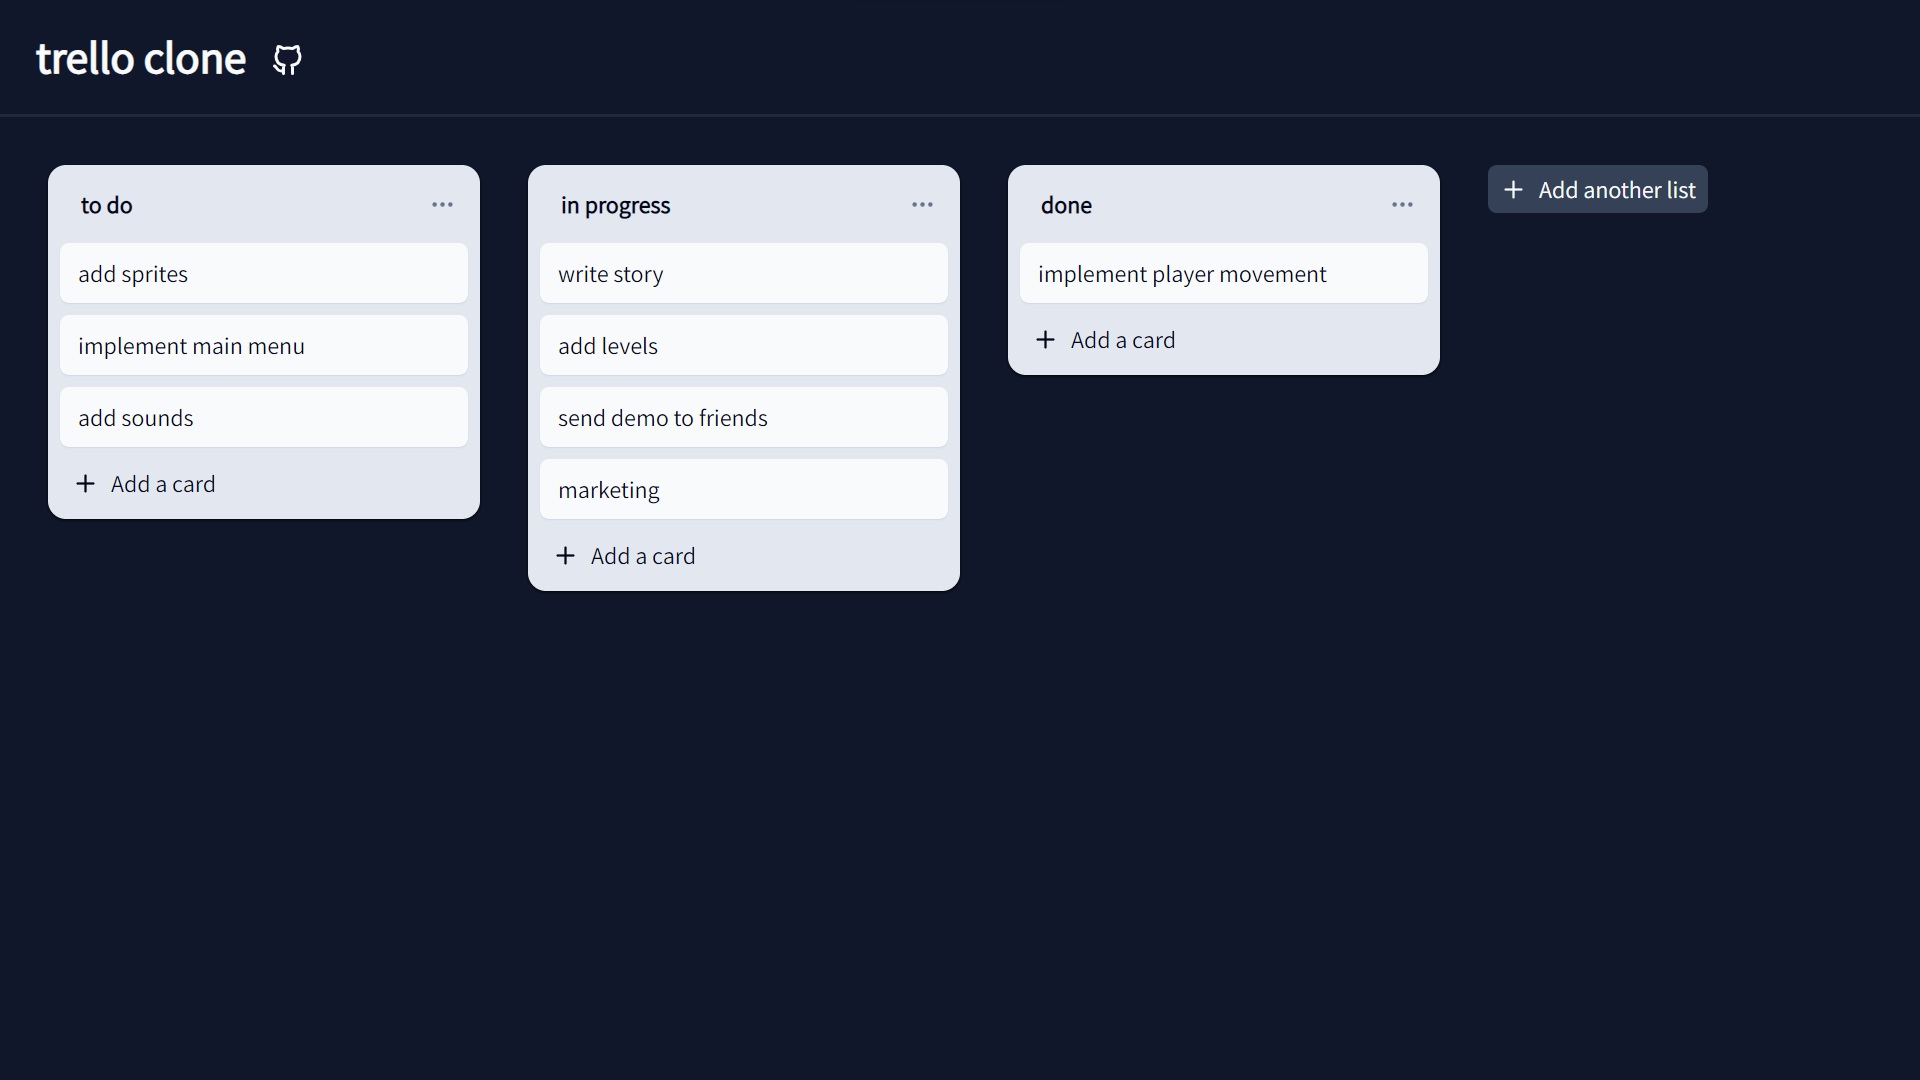 trello clone
to do
add sprites
implement main menu
add sounds
Add a card
in progress
write story
add levels
send demo to friends
marketing
Add a card
done
implement player movement
Add a card
Add another list